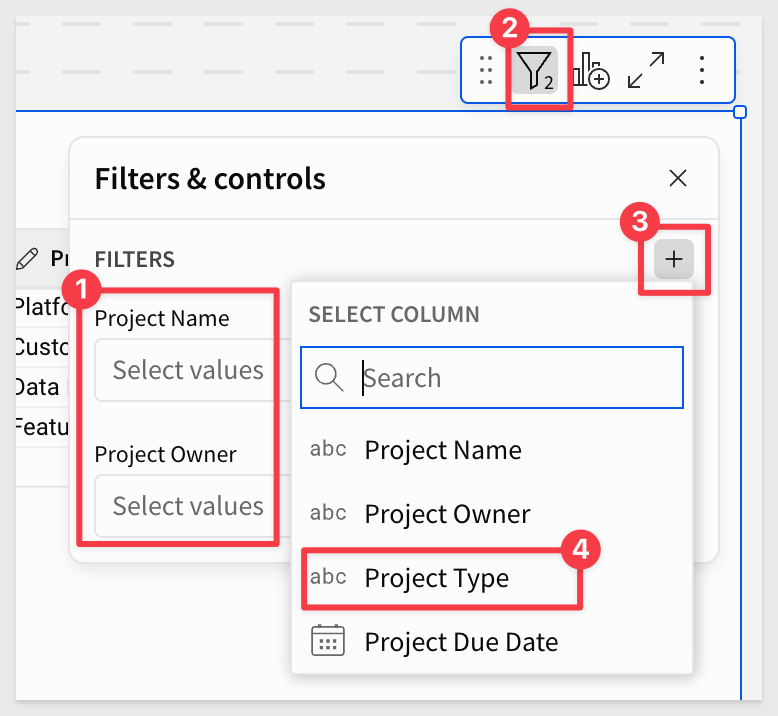 2
2
Filters & controls
3
FILTERS
+
Pr
1
SELECT COLUMN
Platfo
Project Name
Custo
Select values
Search
Data
Featu
abc Project Name
Project Owner
Select values
abc Project Owner
4
abc Project Type
Project Due Date